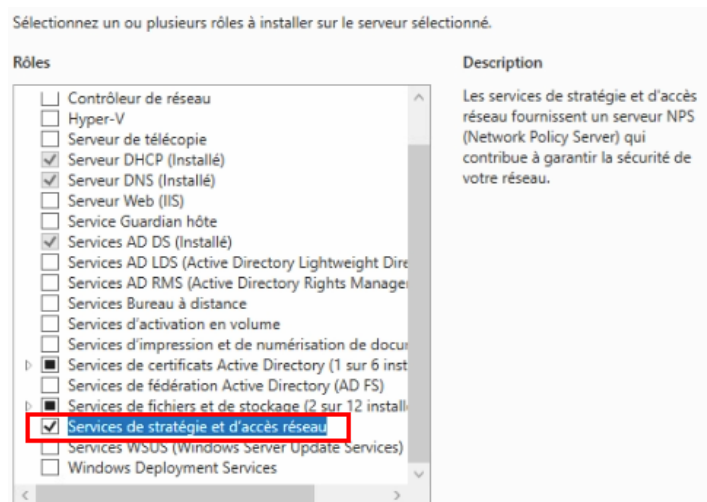 Sélectionnez un ou plusieurs rôles à installer sur le serveur sélectionné.
Rôles
Contrôleur de réseau
Hyper-V
Serveur de télécopie
Serveur DHCP (Installé)
Serveur DNS (Installé)
Serveur Web (IIS)
Service Guardian hôte
Services AD DS (Installé)
Services AD LDS (Active Directory Lightweight Dire
Services AD RMS (Active Directory Rights Manager
Services Bureau à distance
Services d'activation en volume
Services d'impression et de numérisation de docur
Services de certificats Active Directory (1 sur 6 inst
Services de fédération Active Directory (AD FS)
Services de fichiers et de stockage (2 sur 12 install
Services de stratégie et d'accès réseau
Services WSUS (Windows Server Update Services)
Windows Deployment Services
Description
Les services de stratégie et d'accès
réseau fournissent un serveur NPS
(Network Policy Server) qui
contribue à garantir la sécurité de
votre réseau.